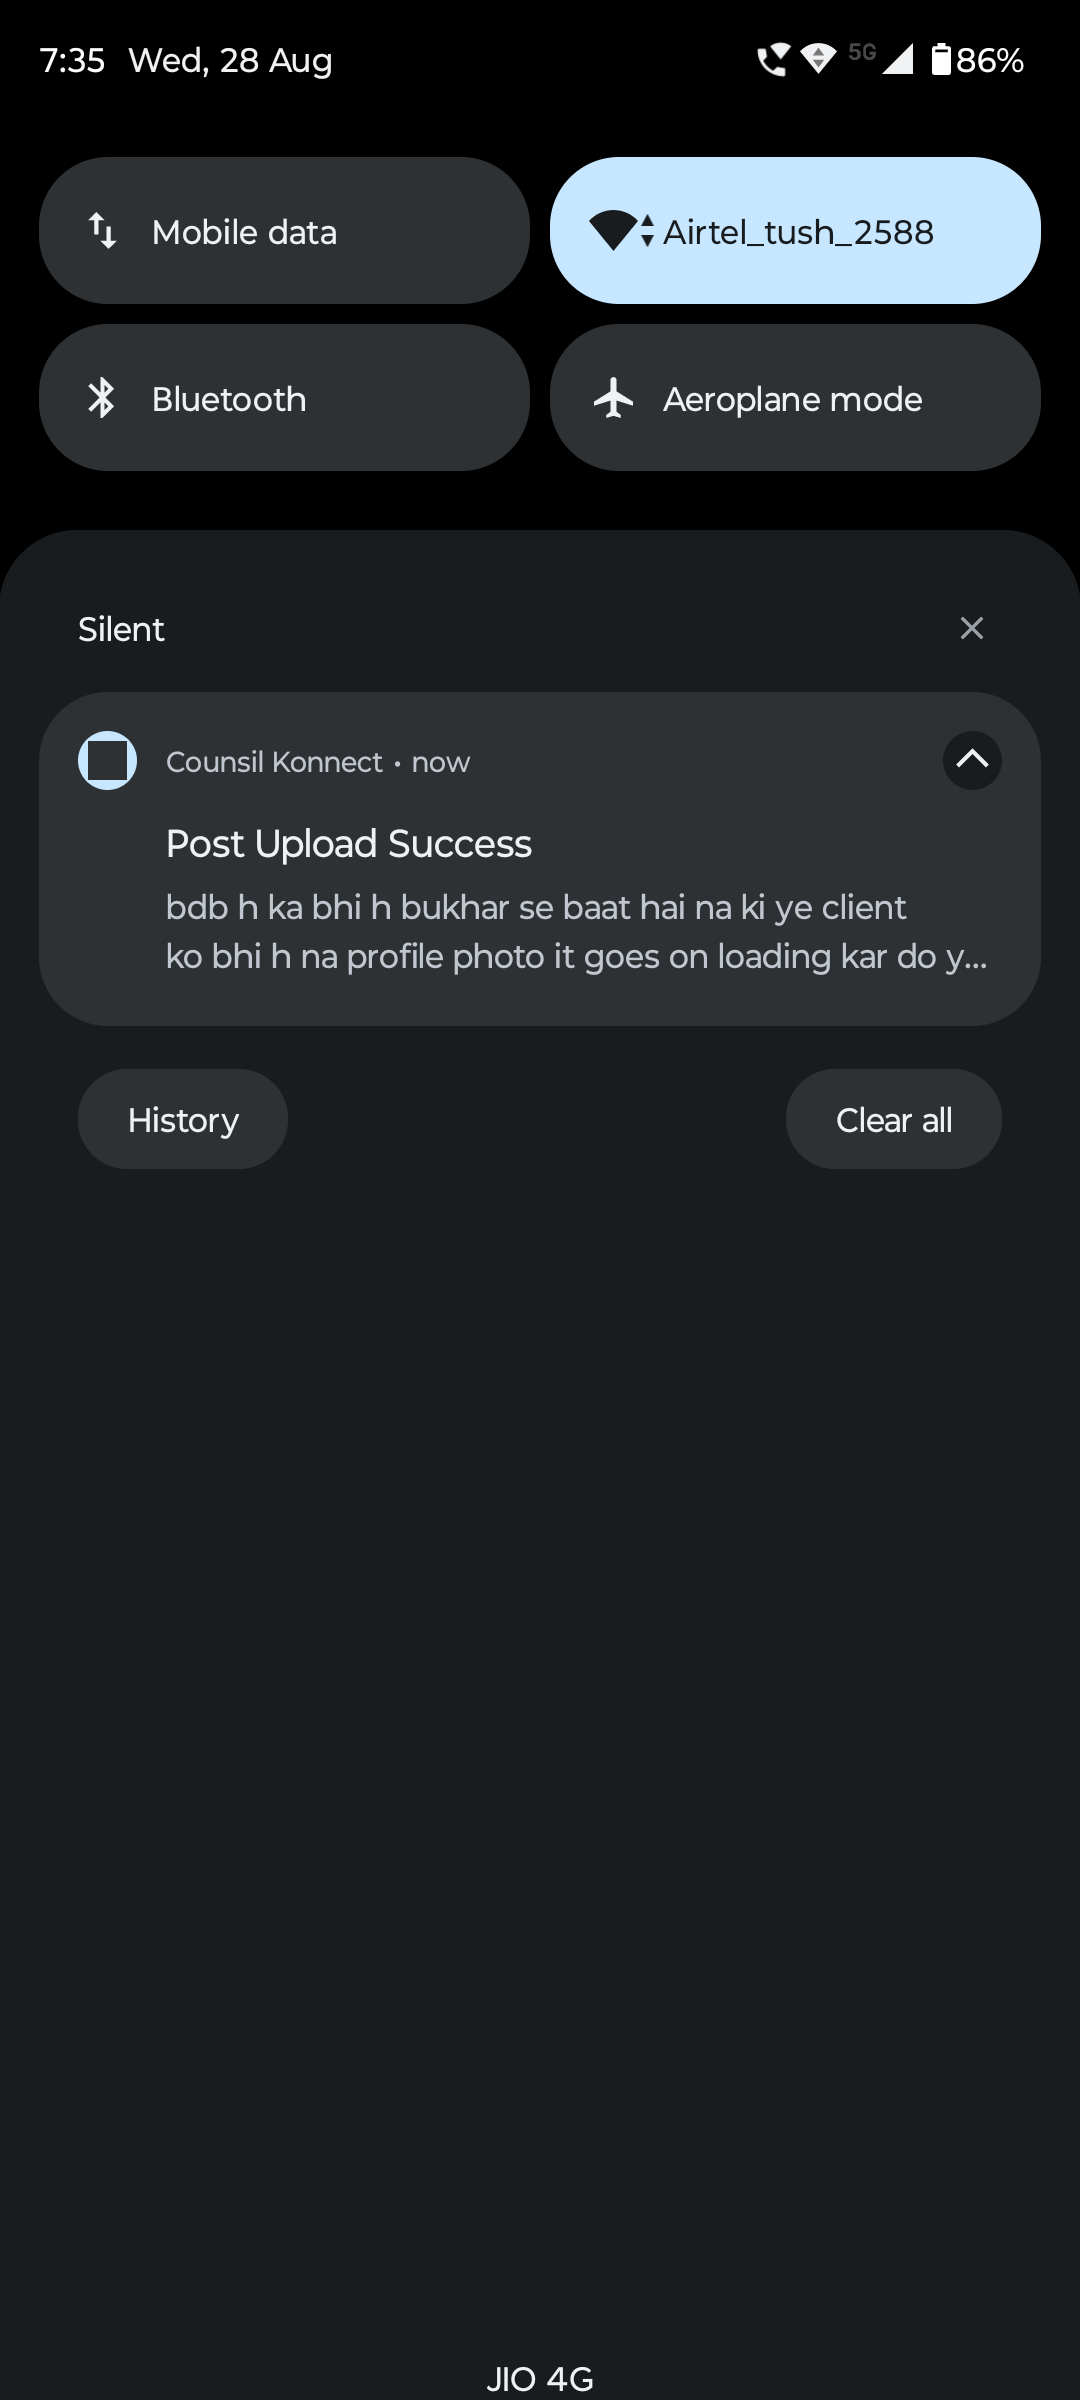 7:35 Wed, 28 Aug 5G 86%
Mobile data
Airtel_tush_2588
Bluetooth
Aeroplane mode
Silent
Counsil Konnect • now
Post Upload Success
bdb h ka bhi h bukhar se baat hai na ki ye client
ko bhi h na profile photo it goes on loading kar do y...
History
Clear all
JIO 4G